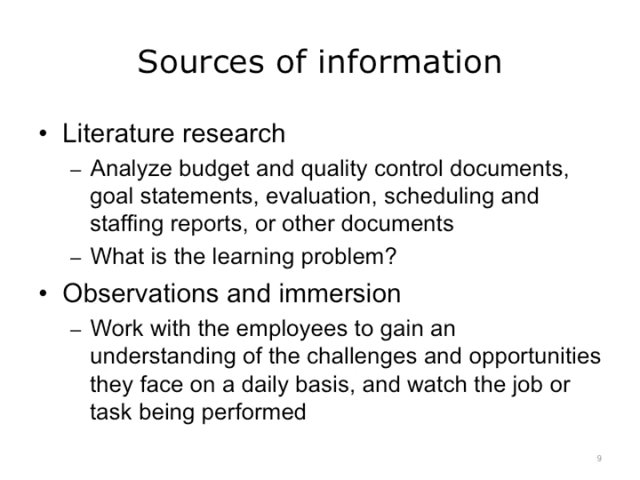 Sources of information
• Literature research
– Analyze budget and quality control documents,
goal statements, evaluation, scheduling and
staffing reports, or other documents
– What is the learning problem?
• Observations and immersion
– Work with the employees to gain an
understanding of the challenges and opportunities
they face on a daily basis, and watch the job or
task being performed
9